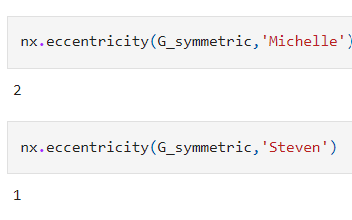 nx.eccentricity(G_symmetric,'Michelle')
2
nx.eccentricity(G_symmetric,'Steven')
1